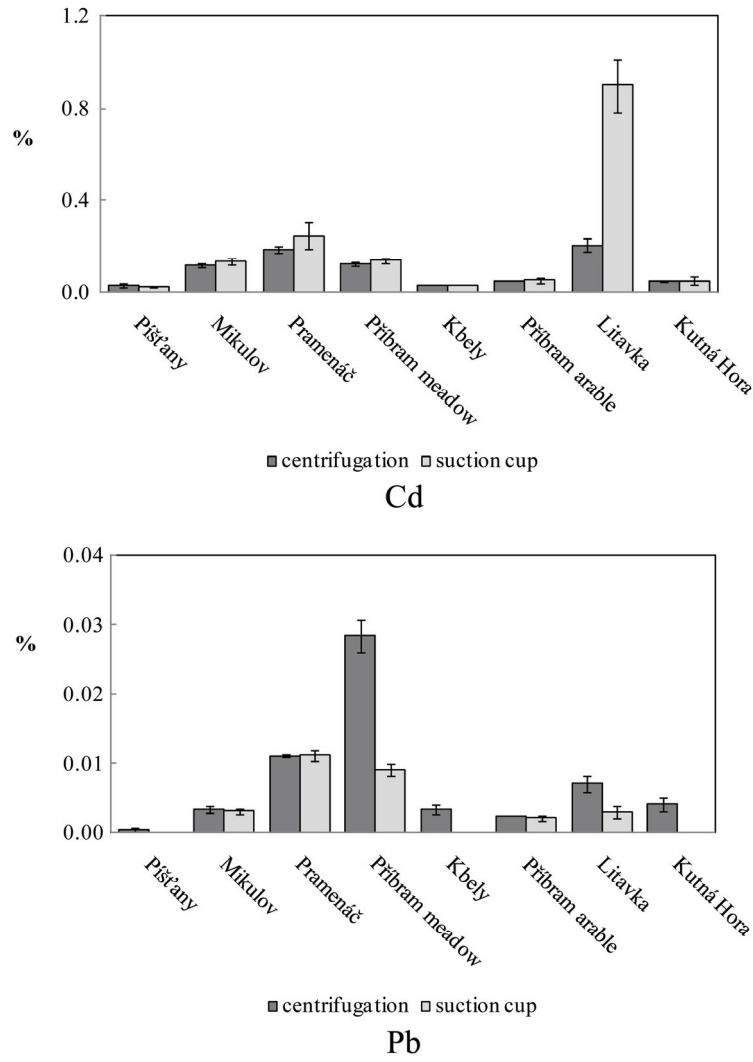 1.2
0.8
%
0.4
0.0
Píšťany
Mikulov
Pramenáč
Příbram meadow
Kbely
Příbram arable
Litavka
Kutná Hora
centrifugation suction cup
Cd
0.04
0.03
%
0.02
0.01
0.00
Píšťany
Mikulov
Pramenáč
Příbram meadow
Kbely
Příbram arable
Litavka
Kutná Hora
centrifugation suction cup
Pb